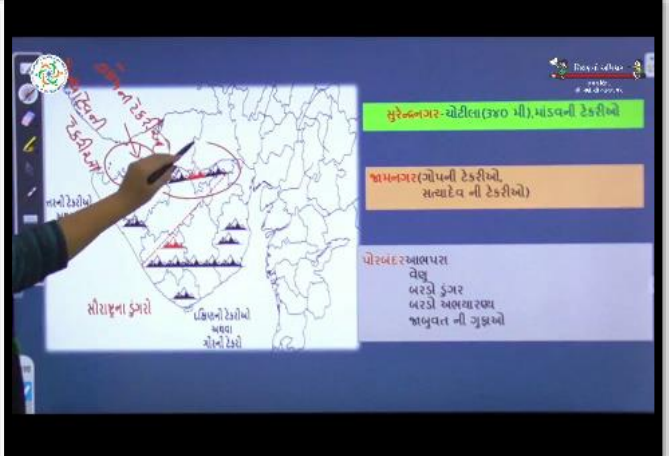 સુરેન્દ્રનગર-ચોટીલા(૩૪૦ મી),માંડવની ટેકરીઓ
જામનગર(ગોપની ટેકરીઓ,
સત્યાદેવ ની ટેકરીઓ)
પોરબંદરઆભપરા
વેણુ
બરડો ડુંગર
બરડો અભયારણ્ય
જાબુવત ની ગુફાઓ
ટેકરીઓ
સૌરાષ્ટ્રના ડુંગરો
દક્ષિણની ટેકરીઓ
અથવા
ગીરની ટેકરો